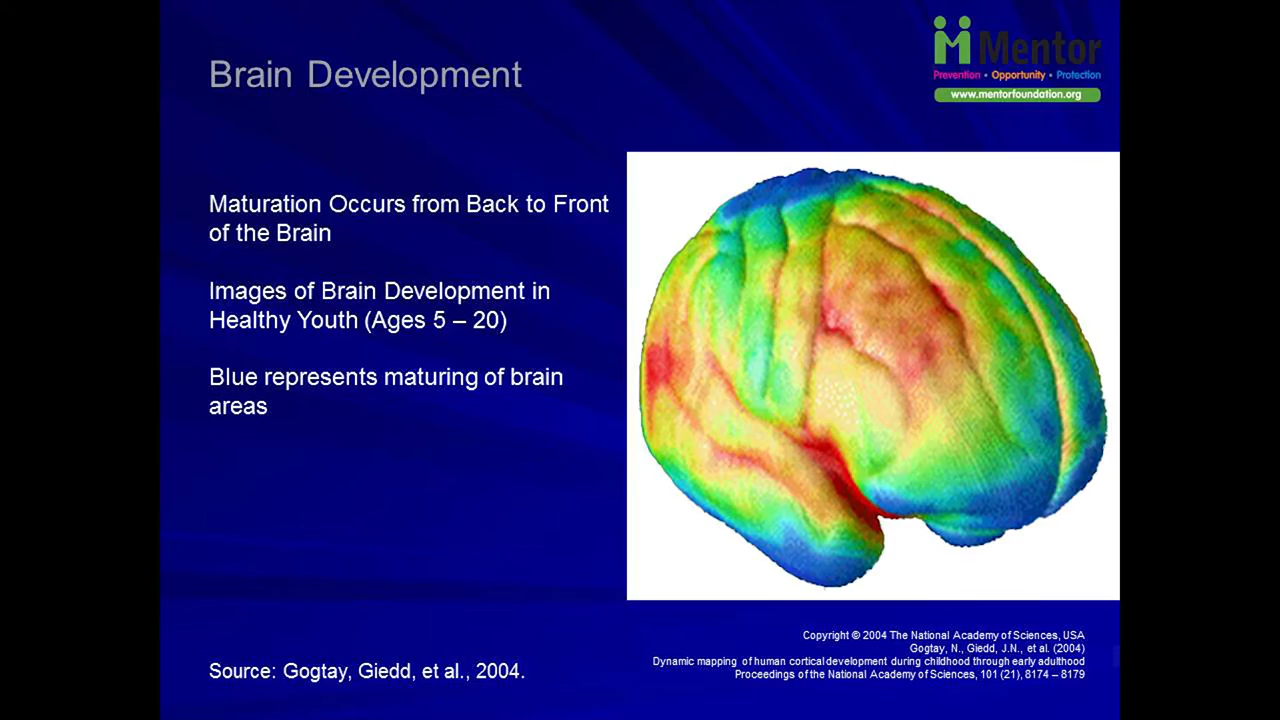 Brain Development
Mentor
Prevention • Opportunity • Protection
www.mentorfoundation.org
Maturation Occurs from Back to Front
of the Brain
Images of Brain Development in
Healthy Youth (Ages 5 – 20)
Blue represents maturing of brain
areas
Copyright © 2004 The National Academy of Sciences, USA
Gogtay, N., Giedd, J.N., et al. (2004)
Dynamic mapping of human cortical development during childhood through early adulthood
Proceedings of the National Academy of Sciences, 101 (21), 8174 – 8179
Source: Gogtay, Giedd, et al., 2004.